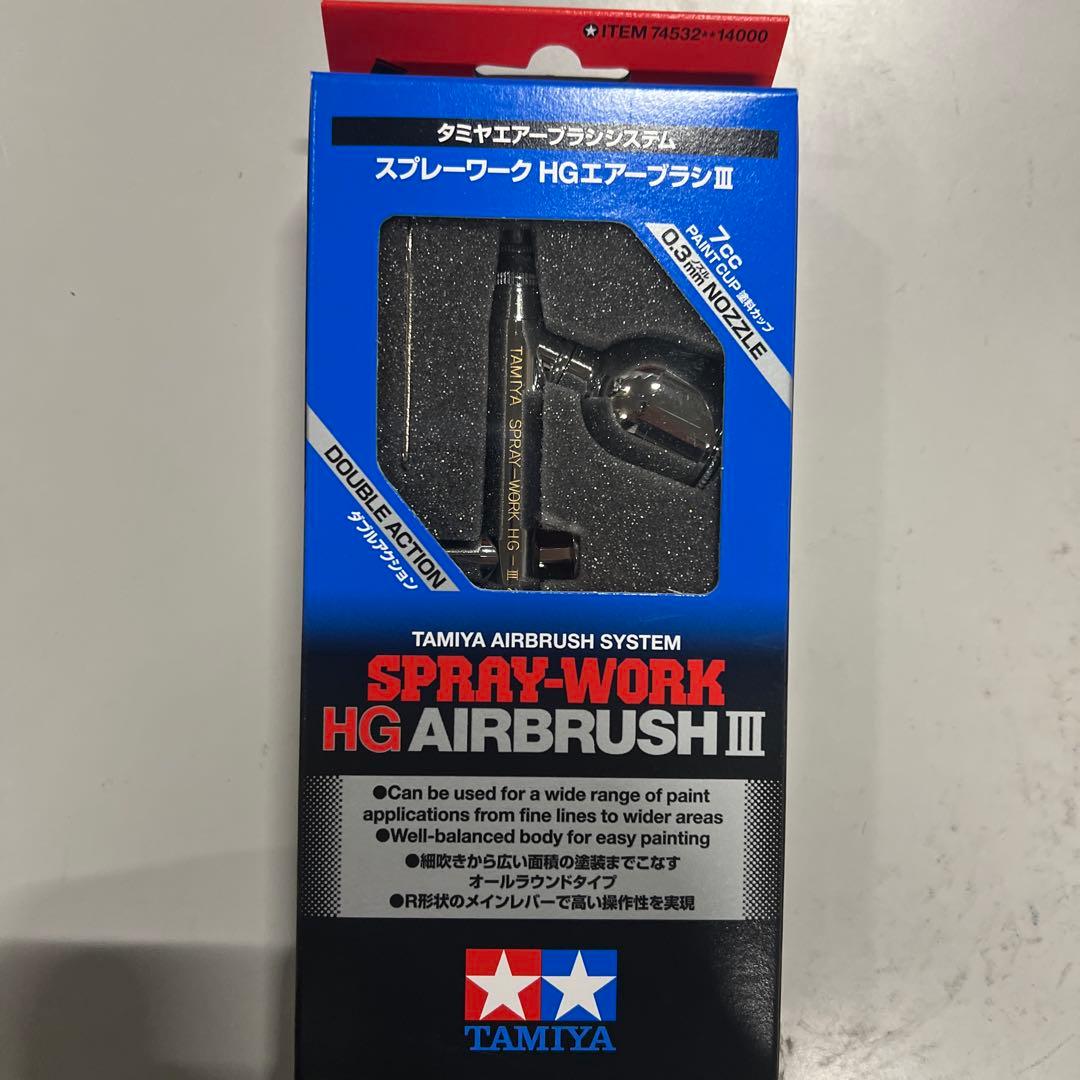 ✪ITEM 74532**14000
タミヤエアーブラシシステム
スプレーワーク HGエアーブラシⅢ
7cc
PAINT CUP 塗料カップ
ノズル
0.3mm NOZZLE
TAMIYA SPRAY-WORK HG-Ⅲ
DOUBLE ACTION
ダブルアクション
TAMIYA AIRBRUSH SYSTEM
SPRAY-WORK
HG AIRBRUSH Ⅲ
●Can be used for a wide range of paint
applications from fine lines to wider areas
●Well-balanced body for easy painting
●細吹きから広い面積の塗装までこなす
オールラウンドタイプ
●R形状のメインレバーで高い操作性を実現
TAMIYA